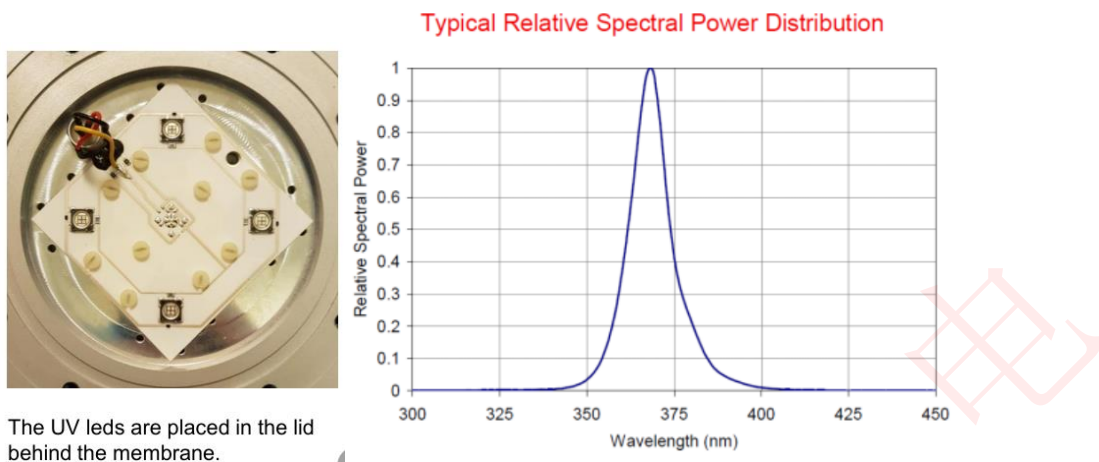 Typical Relative Spectral Power Distribution
1
0.9
0.8
0.7
0.6
0.5
0.4
0.3
0.2
0.1
0
Relative Spectral Power
300 325 350 375 400 425 450
Wavelength (nm)
The UV leds are placed in the lid
behind the membrane.
电